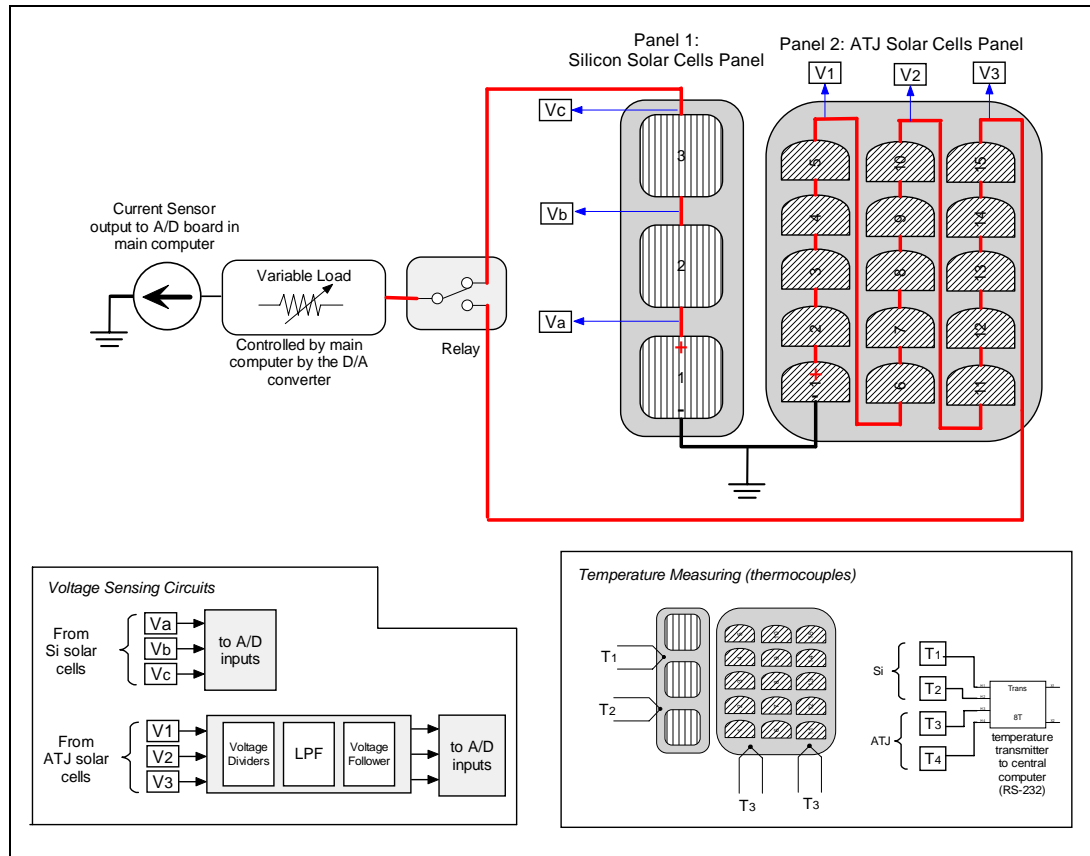 Panel 1:
Silicon Solar Cells Panel
Panel 2: ATJ Solar Cells Panel
V1
V2
V3
Vc
Vb
Va
3
2
+
1
-
5
4
3
2
+
1
-
10
9
8
7
6
15
14
13
12
11
Current Sensor
output to A/D board in
main computer
Variable Load
Controlled by main
computer by the D/A
converter
Relay
Voltage Sensing Circuits
From
Si solar
cells
Va
Vb
Vc
to A/D
inputs
From
ATJ solar
cells
V1
V2
V3
Voltage
Dividers
LPF
Voltage
Follower
to A/D
inputs
Temperature Measuring (thermocouples)
T1
T2
T3
T3
Si
ATJ
T1
T2
T3
T4
Trans
8T
temperature
transmitter
to central
computer
(RS-232)